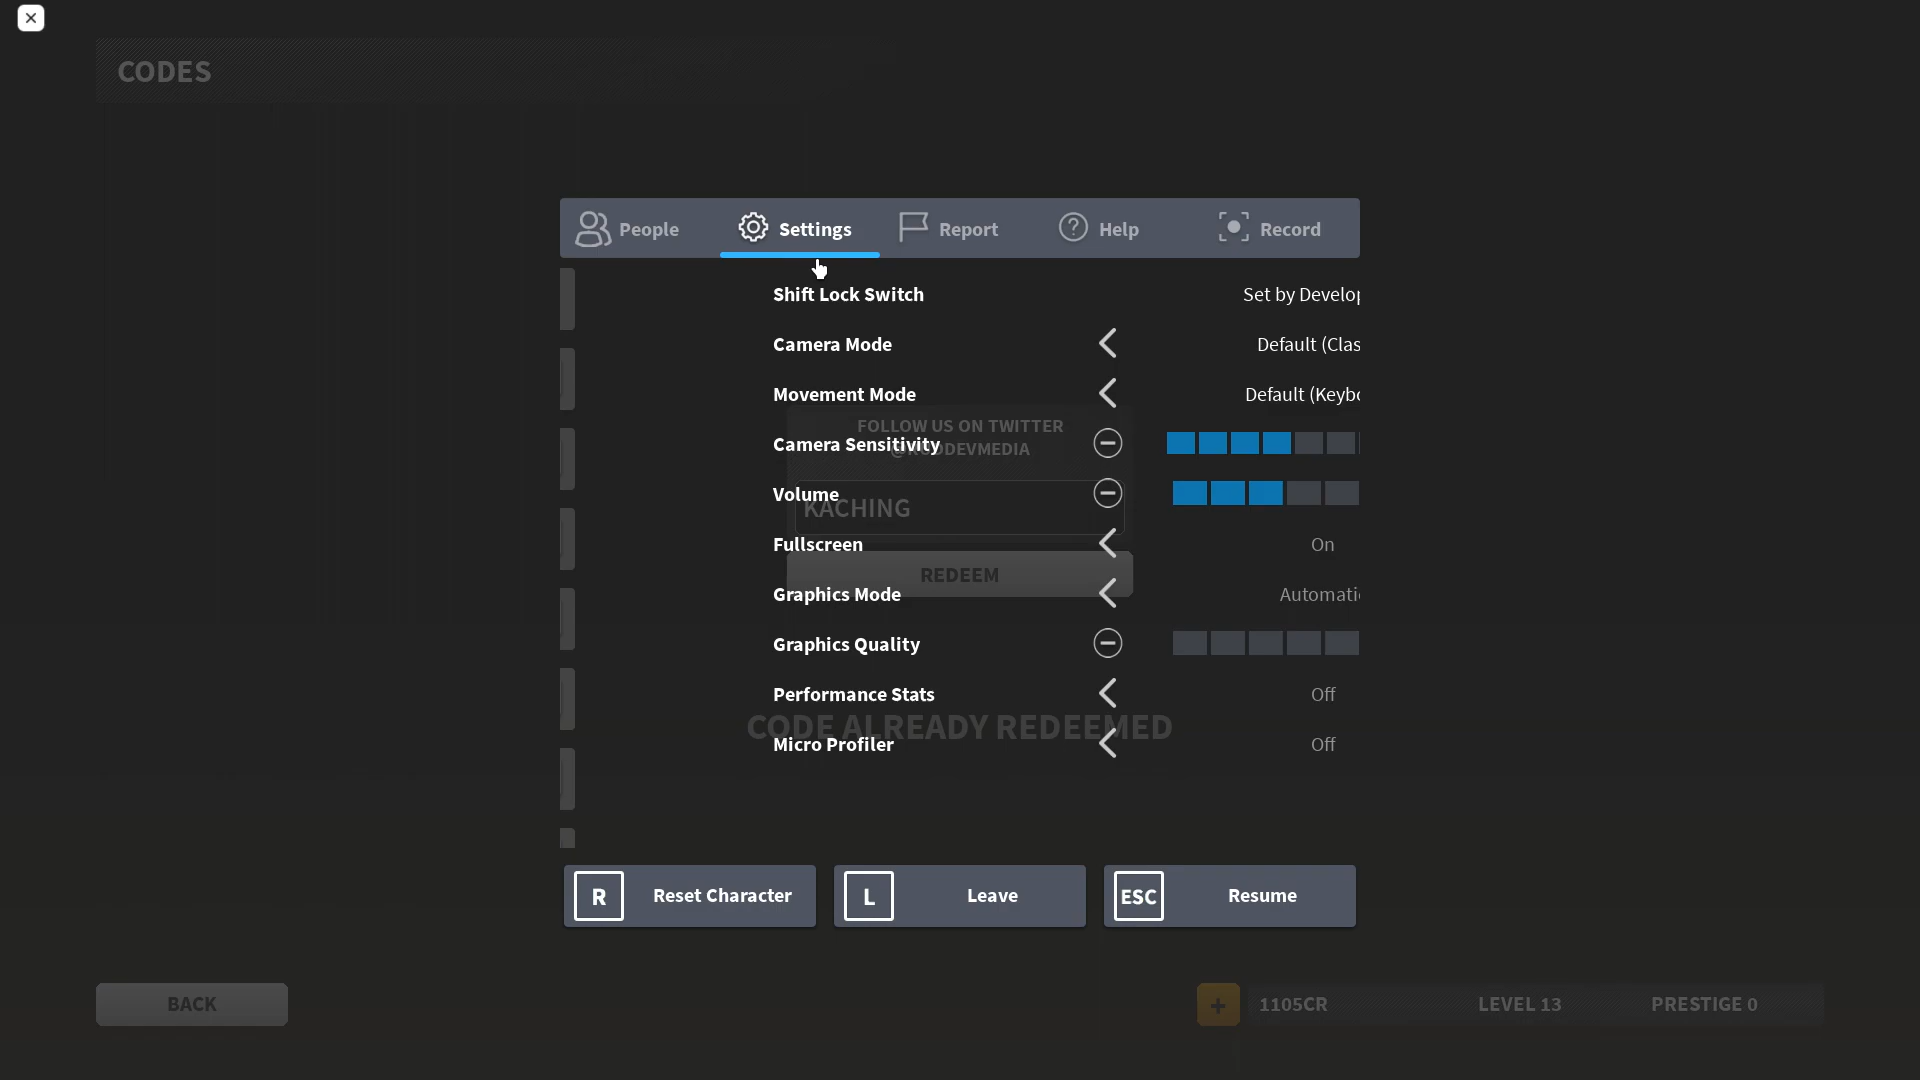 CODES
People
Settings
Report
Help
Record
Shift Lock Switch
Set by Develop
Camera Mode
Default (Clas
Movement Mode
Default (Keybo
FOLLOW US ON TWITTER
Camera Sensitivity
Volume
KACHING
Fullscreen
On
REDEEM
Graphics Mode
Automatic
Graphics Quality
Performance Stats
Off
CODE ALREADY REDEEMED
Micro Profiler
Off
R Reset Character
L Leave
ESC Resume
BACK
+ 1105CR
LEVEL 13
PRESTIGE 0